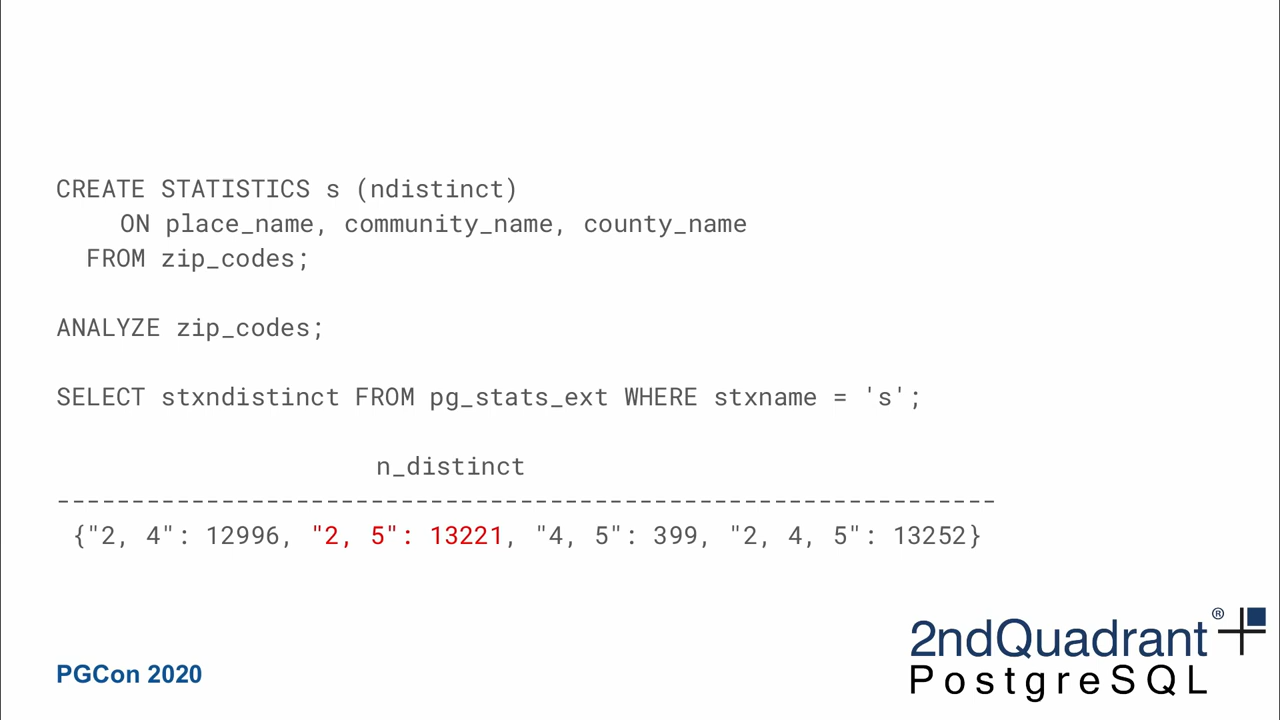 CREATE STATISTICS s (ndistinct)
ON place_name, community_name, county_name
FROM zip_codes;
ANALYZE zip_codes;
SELECT stxndistinct FROM pg_stats_ext WHERE stxname = 's';
n_distinct
---------------------------------------------------------------
{"2, 4": 12996, "2, 5": 13221, "4, 5": 399, "2, 4, 5": 13252}
2ndQuadrant®
PostgreSQL
PGCon 2020